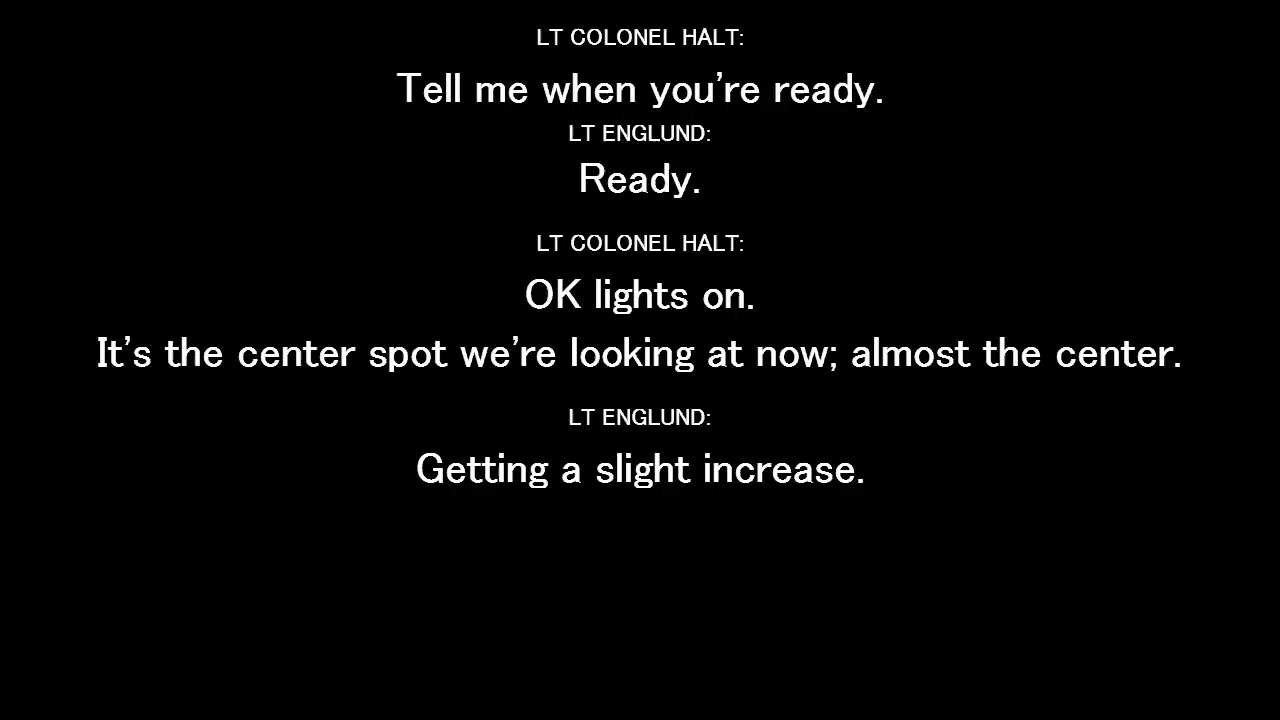 LT COLONEL HALT:
Tell me when you’re ready.
LT ENGLUND:
Ready.
LT COLONEL HALT:
OK lights on.
It’s the center spot we’re looking at now; almost the center.
LT ENGLUND:
Getting a slight increase.